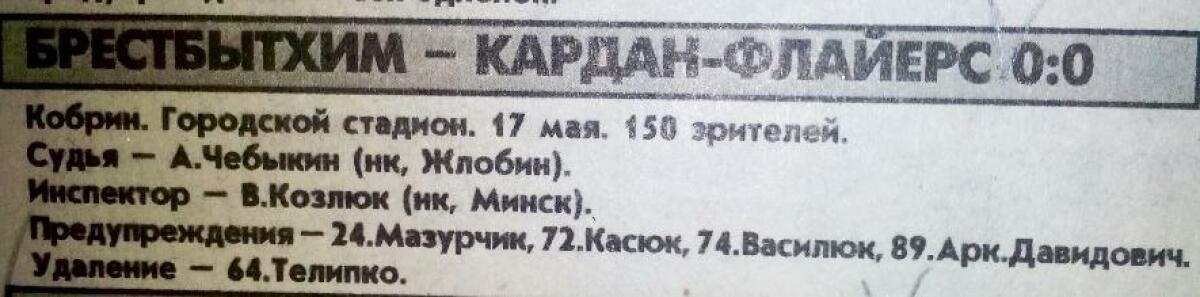 БРЕСТБЫТХИМ – КАРДАН-ФЛАЙЕРС 0:0
Кобрин. Городской стадион. 17 мая. 150 зрителей.
Судья – А.Чебыкин (нк, Жлобин).
Инспектор – В.Козлюк (нк, Минск).
Предупреждения – 24.Мазурчик, 72.Касюк, 74.Василюк, 89.Арк.Давидович.
Удаление – 64.Телипко.